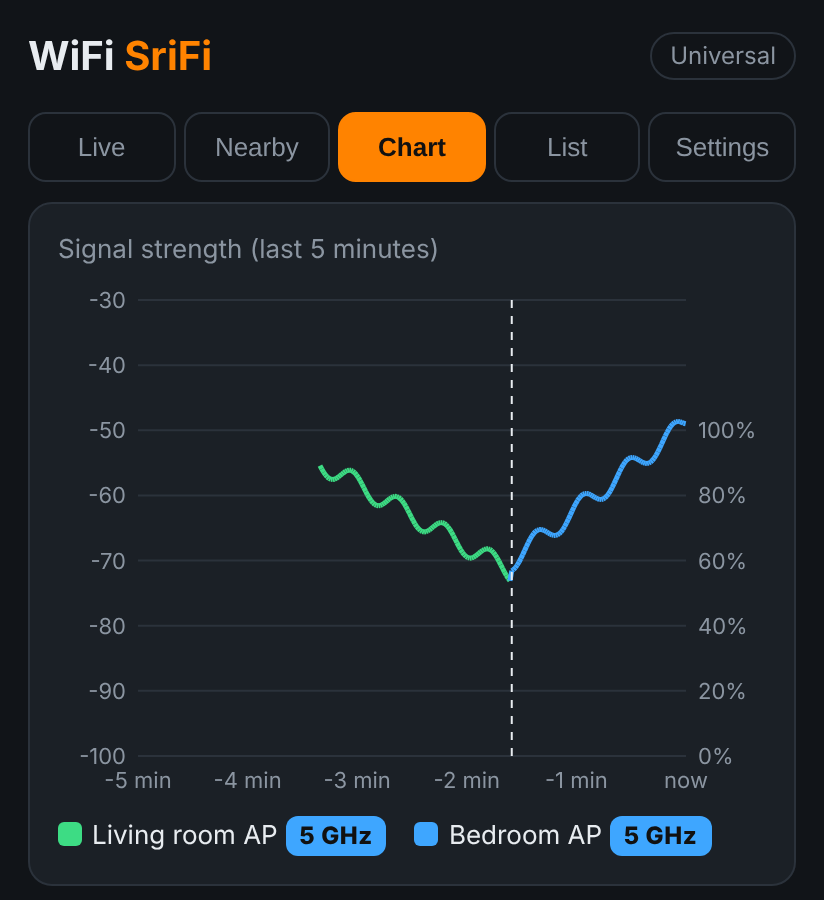 WiFi SriFi
Universal
Live
Nearby
Chart
List
Settings
Signal strength (last 5 minutes)
-30
-40
-50 100%
-60 80%
-70 60%
-80 40%
-90 20%
-100 0%
-5 min -4 min -3 min -2 min -1 min now
Living room AP 5 GHz Bedroom AP 5 GHz